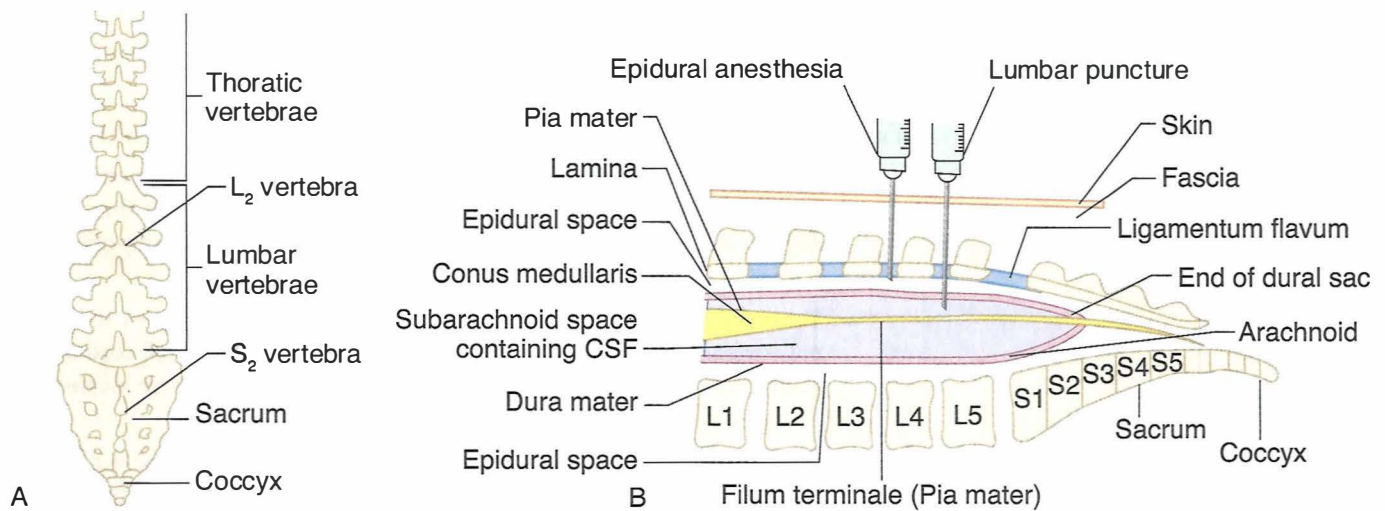 Thoratic
vertebrae
L2 vertebra
Lumbar
vertebrae
S2 vertebra
Sacrum
Coccyx
A
Epidural anesthesia
Lumbar puncture
Pia mater
Skin
Lamina
Fascia
Epidural space
Ligamentum flavum
Conus medullaris
End of dural sac
Subarachnoid space
containing CSF
Arachnoid
Dura mater
L1 L2 L3 L4 L5 S1 S2 S3 S4 S5
Sacrum
Coccyx
Epidural space
B
Filum terminale (Pia mater)